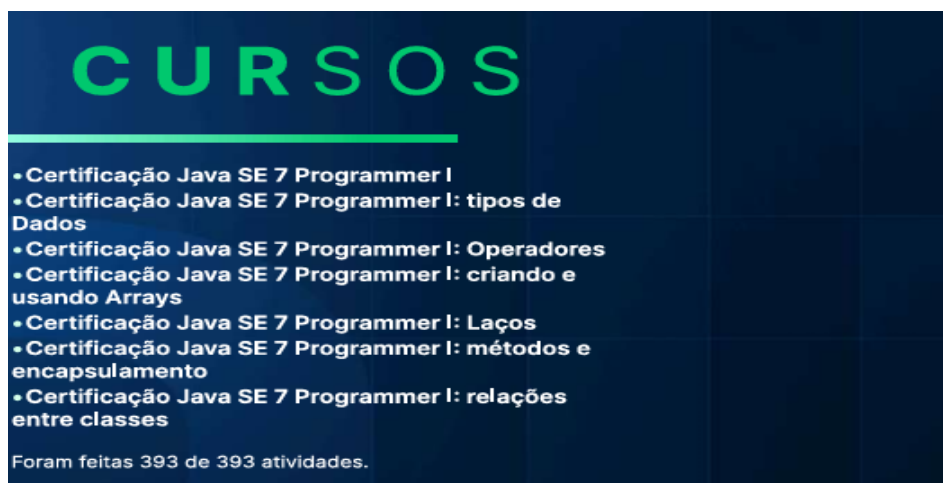 CURSOS
•Certificação Java SE 7 Programmer I
•Certificação Java SE 7 Programmer I: tipos de
Dados
•Certificação Java SE 7 Programmer I: Operadores
•Certificação Java SE 7 Programmer I: criando e
usando Arrays
•Certificação Java SE 7 Programmer I: Laços
•Certificação Java SE 7 Programmer I: métodos e
encapsulamento
•Certificação Java SE 7 Programmer I: relações
entre classes
Foram feitas 393 de 393 atividades.